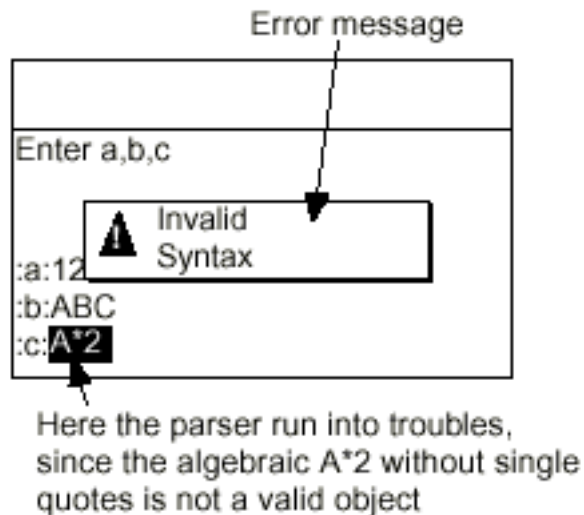 Error message
Enter a,b,c
Invalid
Syntax
:a:12
:b:ABC
:c:A*2
Here the parser run into troubles,
since the algebraic A*2 without single
quotes is not a valid object